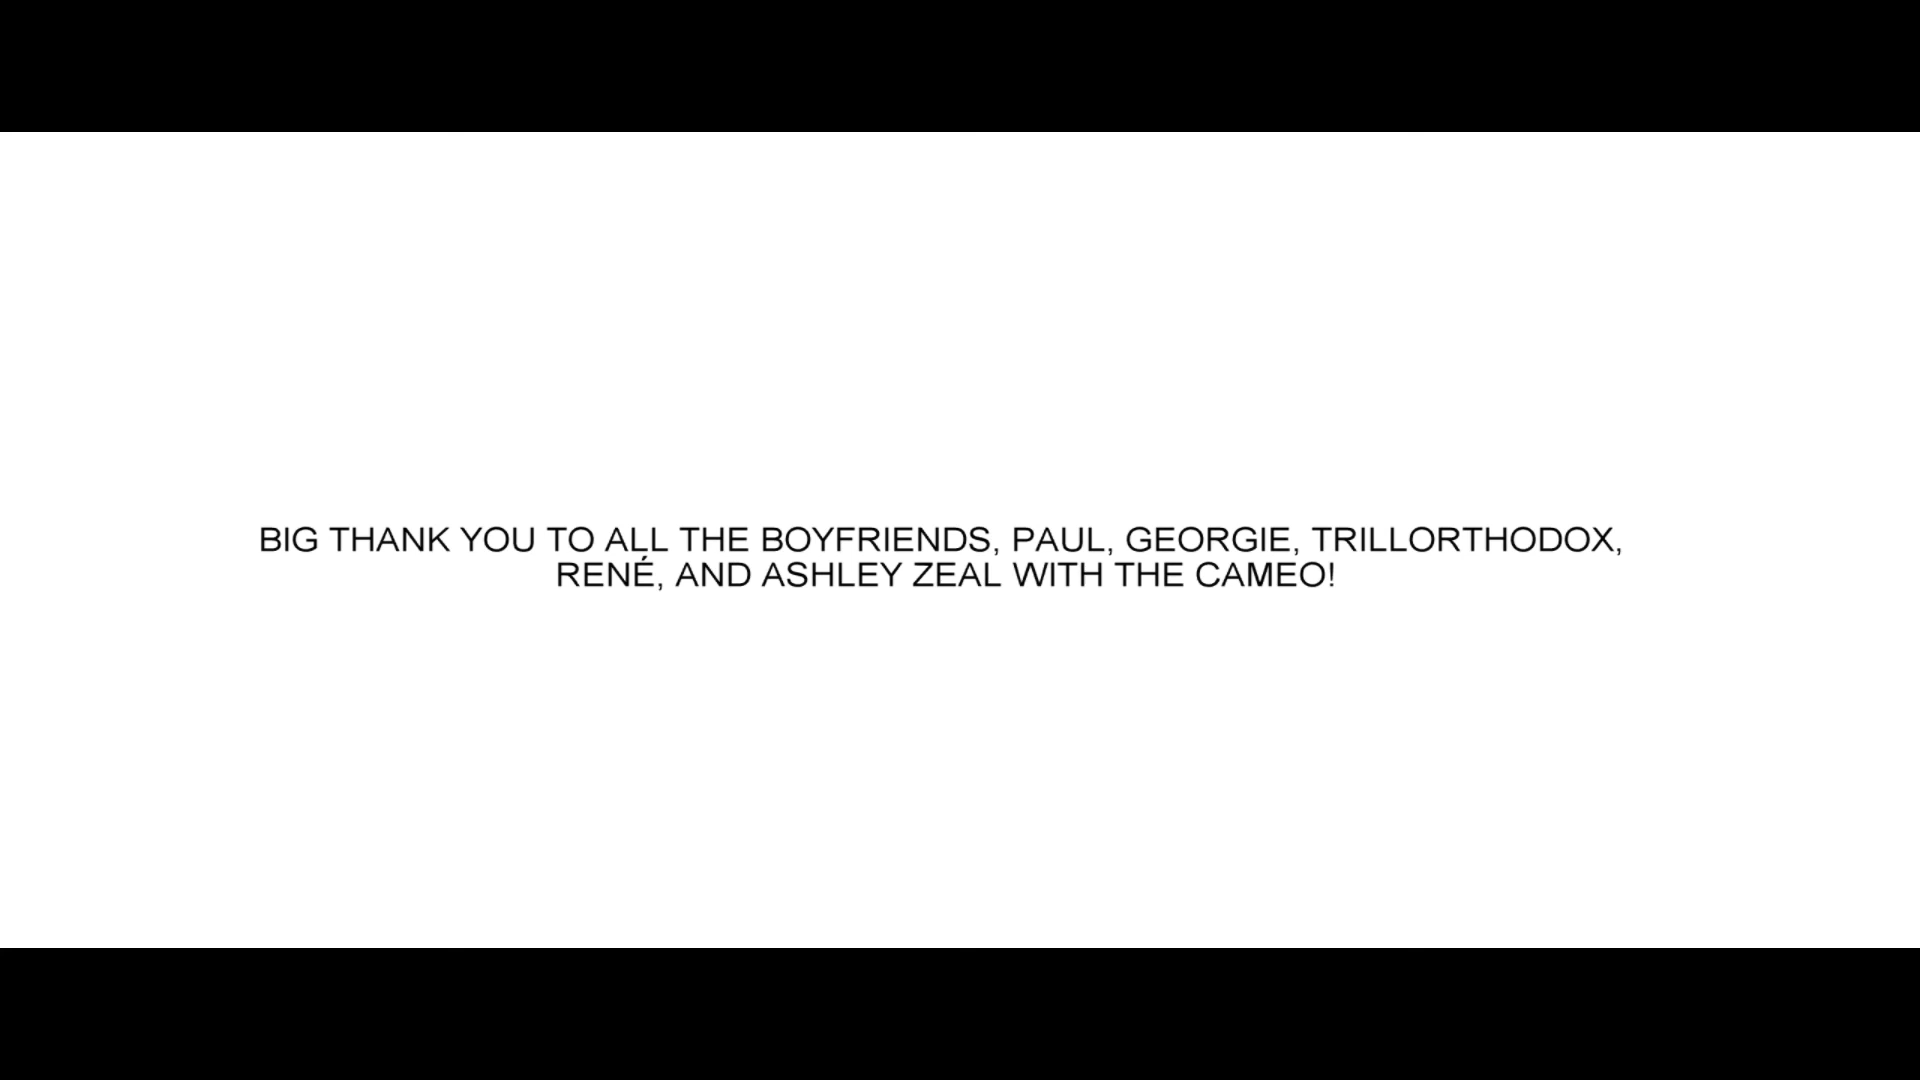 BIG THANK YOU TO ALL THE BOYFRIENDS, PAUL, GEORGIE, TRILLORTHODOX,
RENÉ, AND ASHLEY ZEAL WITH THE CAMEO!